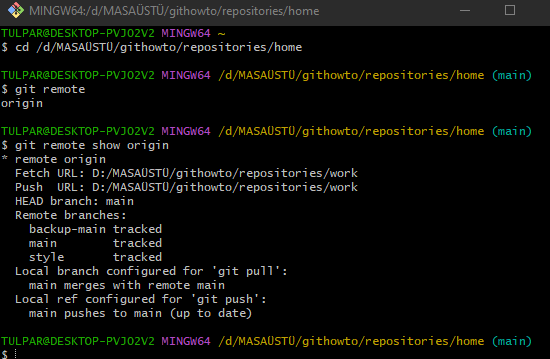 MINGW64:/d/MASAÜSTÜ/githowto/repositories/home
TULPAR@DESKTOP-PVJO2V2 MINGW64 ~
$ cd /d/MASAÜSTÜ/githowto/repositories/home
TULPAR@DESKTOP-PVJO2V2 MINGW64 /d/MASAÜSTÜ/githowto/repositories/home (main)
$ git remote
origin
TULPAR@DESKTOP-PVJO2V2 MINGW64 /d/MASAÜSTÜ/githowto/repositories/home (main)
$ git remote show origin
* remote origin
  Fetch URL: D:/MASAÜSTÜ/githowto/repositories/work
  Push  URL: D:/MASAÜSTÜ/githowto/repositories/work
  HEAD branch: main
  Remote branches:
    backup-main tracked
    main        tracked
    style       tracked
  Local branch configured for 'git pull':
    main merges with remote main
  Local ref configured for 'git push':
    main pushes to main (up to date)
TULPAR@DESKTOP-PVJO2V2 MINGW64 /d/MASAÜSTÜ/githowto/repositories/home (main)
$